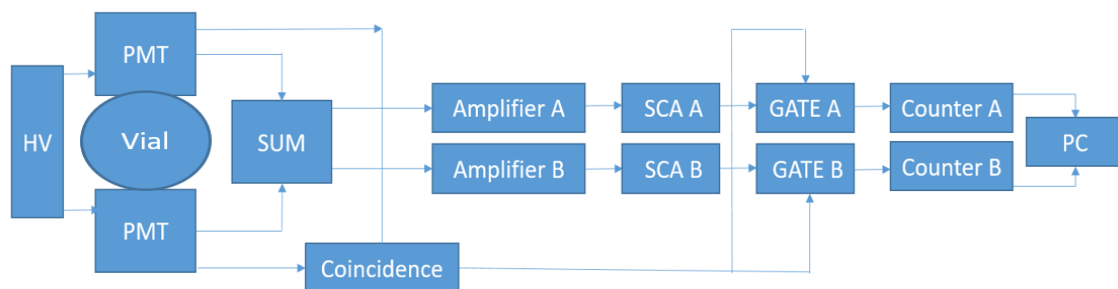 PMT
HV
Vial
SUM
Amplifier A
SCA A
GATE A
Counter A
PC
Amplifier B
SCA B
GATE B
Counter B
PMT
Coincidence